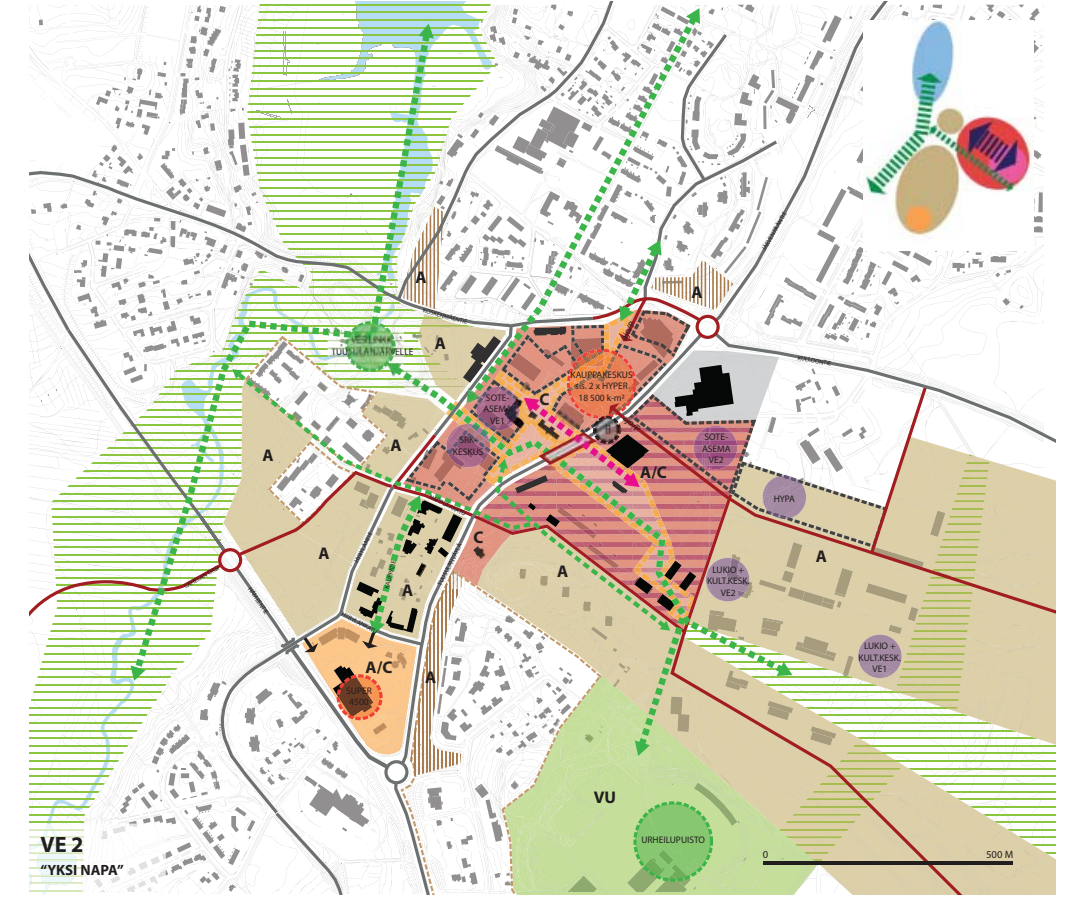 A
A
A
TUUSULANJÄRVELLE
KAUPPAKESKUS
sis. 2 x HYPER
18 500 k-m²
SOTE-
ASEMA
VE1
C
SRK-
KESKUS
A
A
SOTE-
ASEMA
VE2
A/C
HYPA
C
A
A
A
A
LUKIO +
KULT.KESK.
VE2
LUKIO +
KULT.KESK.
VE1
A/C
A
SUPER
4500
VU
URHEILUPUISTO
VE 2
“YKSI NAPA”
0
500 M